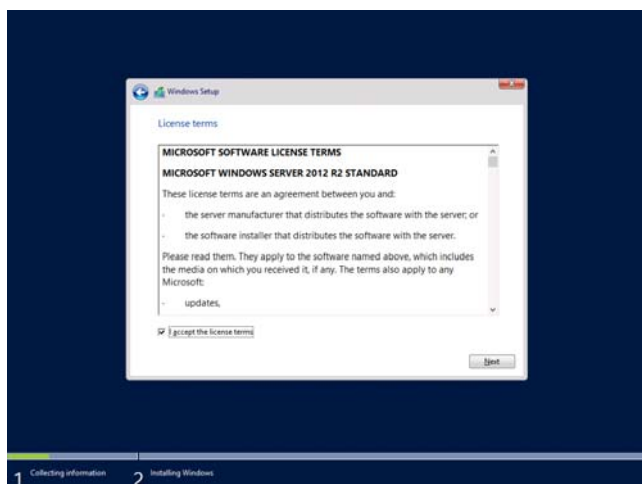 Windows Setup
License terms
MICROSOFT SOFTWARE LICENSE TERMS
MICROSOFT WINDOWS SERVER 2012 R2 STANDARD
These license terms are an agreement between you and:
- the server manufacturer that distributes the software with the server; or
- the software installer that distributes the software with the server.
Please read them. They apply to the software named above, which includes
the media on which you received it, if any. The terms also apply to any
Microsoft:
- updates,
I accept the license terms
Next
1 Collecting information 2 Installing Windows